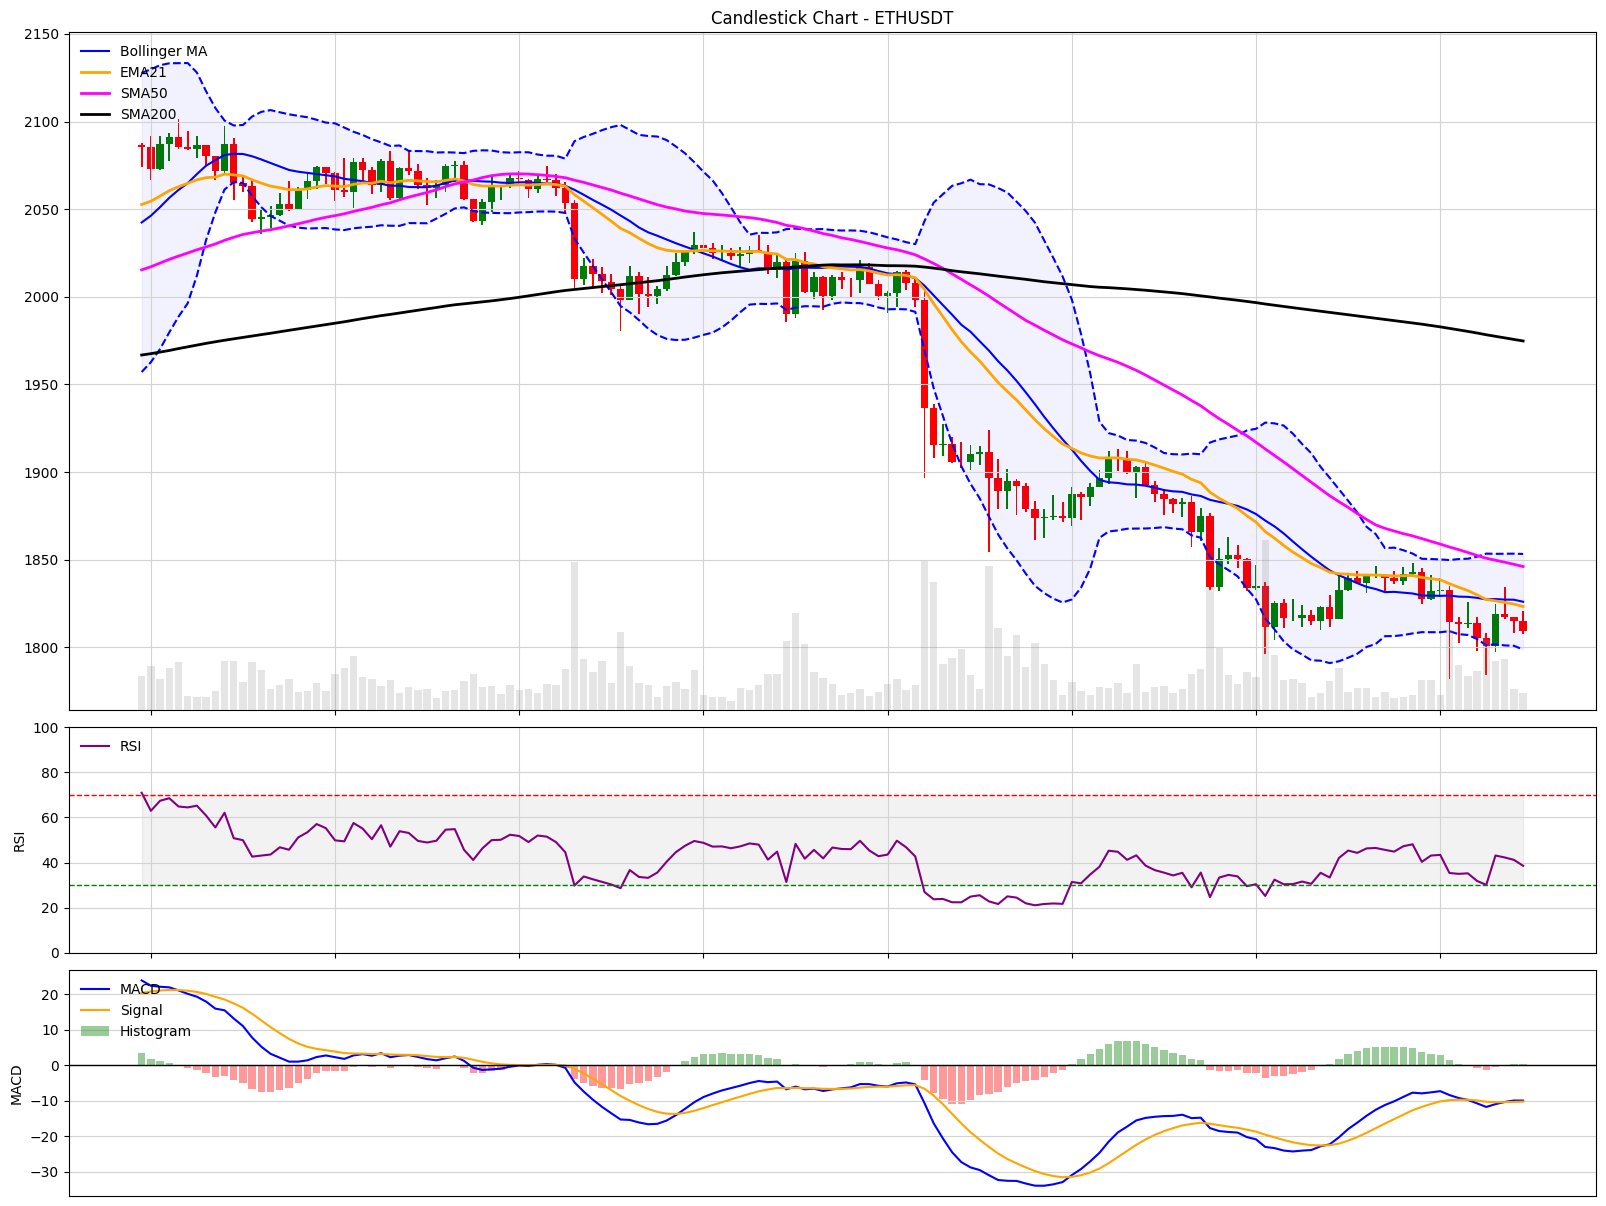 Candlestick Chart - ETHUSDT
2150
2100
2050
2000
1950
1900
1850
1800
Bollinger MA
EMA21
SMA50
SMA200
100
80
60
40
20
0
RSI
RSI
20
10
0
−10
−20
−30
MACD
MACD
Signal
Histogram